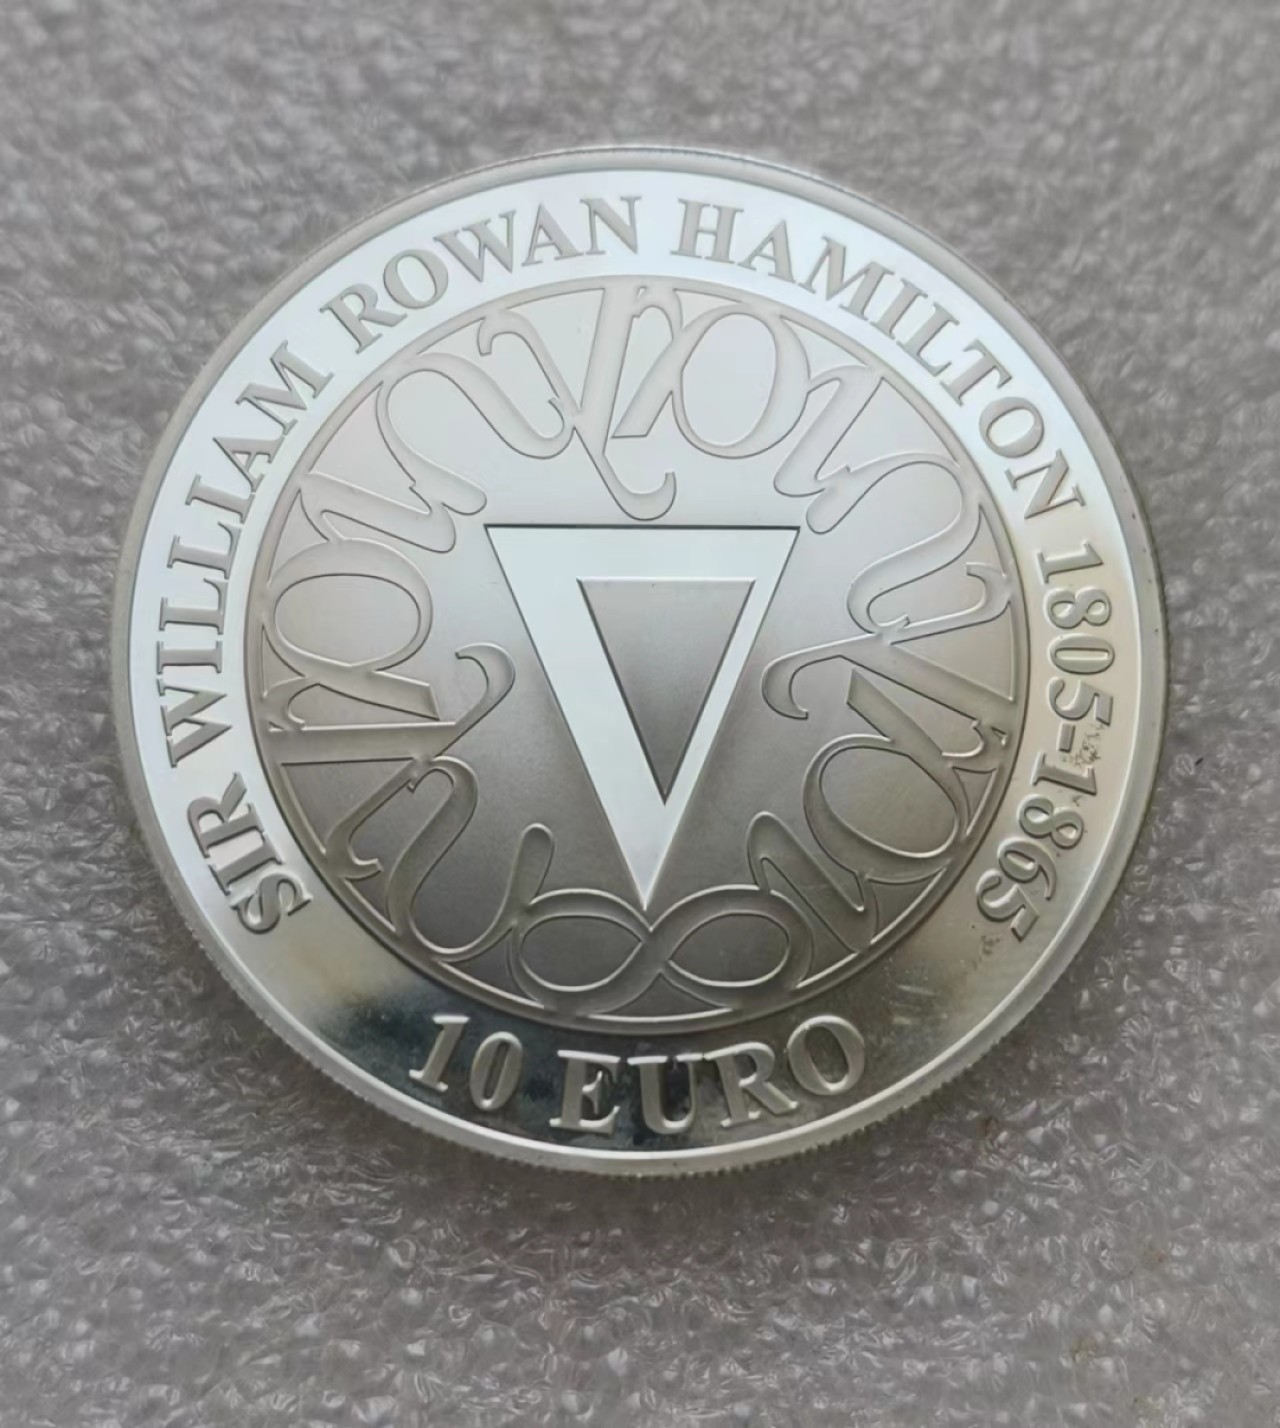 SIR WILLIAM ROWAN HAMILTON 1805-1865
10 EURO